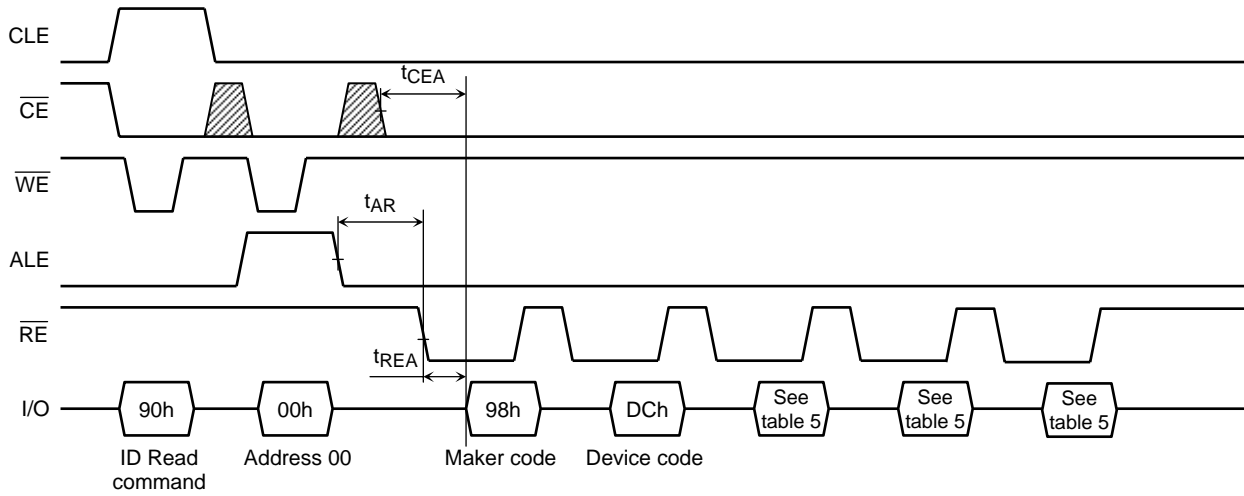 CLE
tCEA
CE
WE
tAR
ALE
RE
tREA
I/O
90h
00h
98h
DCh
See
table 5
See
table 5
See
table 5
ID Read
command
Address 00
Maker code
Device code